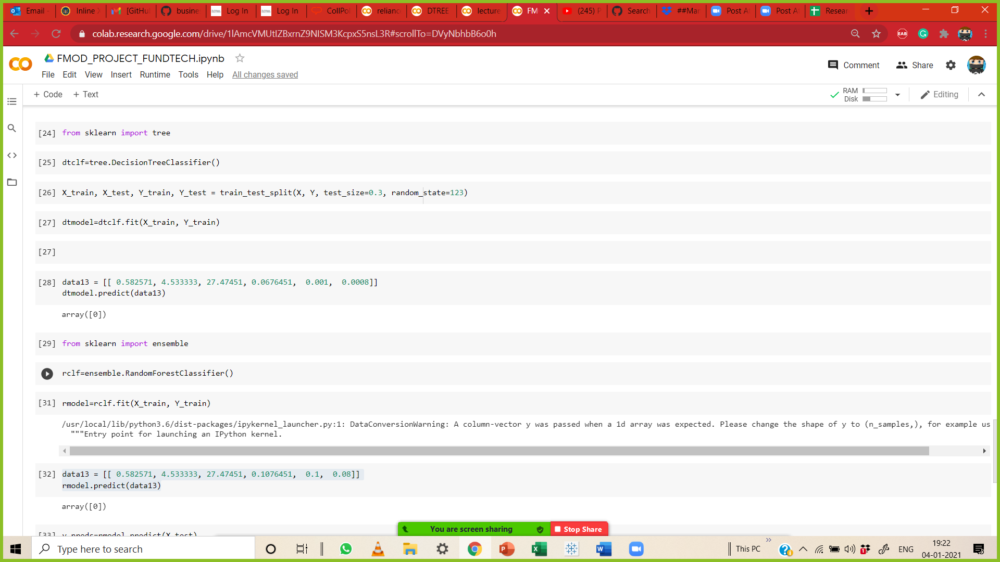 Email -
Inline
[GitHu
busine
Log In
Log In
CollPol
relianc
DTREE
lecture
FM
(245) P
Search
##Mar
Post A
Post A
Resear
colab.research.google.com/drive/1lAmcVMUtIZBxrnZ9NISM3KcpxS5nsL3R#scrollTo=DVyNbhbB6o0h
EAB
FMOD_PROJECT_FUNDTECH.ipynb
Comment
Share
File Edit View Insert Runtime Tools Help All changes saved
+ Code + Text
RAM
Disk
Editing
[24] from sklearn import tree
[25] dtclf=tree.DecisionTreeClassifier()
[26] X_train, X_test, Y_train, Y_test = train_test_split(X, Y, test_size=0.3, random_state=123)
[27] dtmodel=dtclf.fit(X_train, Y_train)
[27]
[28] data13 = [[ 0.582571, 4.533333, 27.47451, 0.0676451,  0.001,  0.0008]]
dtmodel.predict(data13)
array([0])
[29] from sklearn import ensemble
rclf=ensemble.RandomForestClassifier()
[31] rmodel=rclf.fit(X_train, Y_train)
/usr/local/lib/python3.6/dist-packages/ipykernel_launcher.py:1: DataConversionWarning: A column-vector y was passed when a 1d array was expected. Please change the shape of y to (n_samples,), for example us
"""Entry point for launching an IPython kernel.
[32] data13 = [[ 0.582571, 4.533333, 27.47451, 0.1076451,  0.1,  0.08]]
rmodel.predict(data13)
array([0])
[33] y_preds=rmodel.predict(X_test)
You are screen sharing
Stop Share
Type here to search
This PC
ENG
19:22
04-01-2021